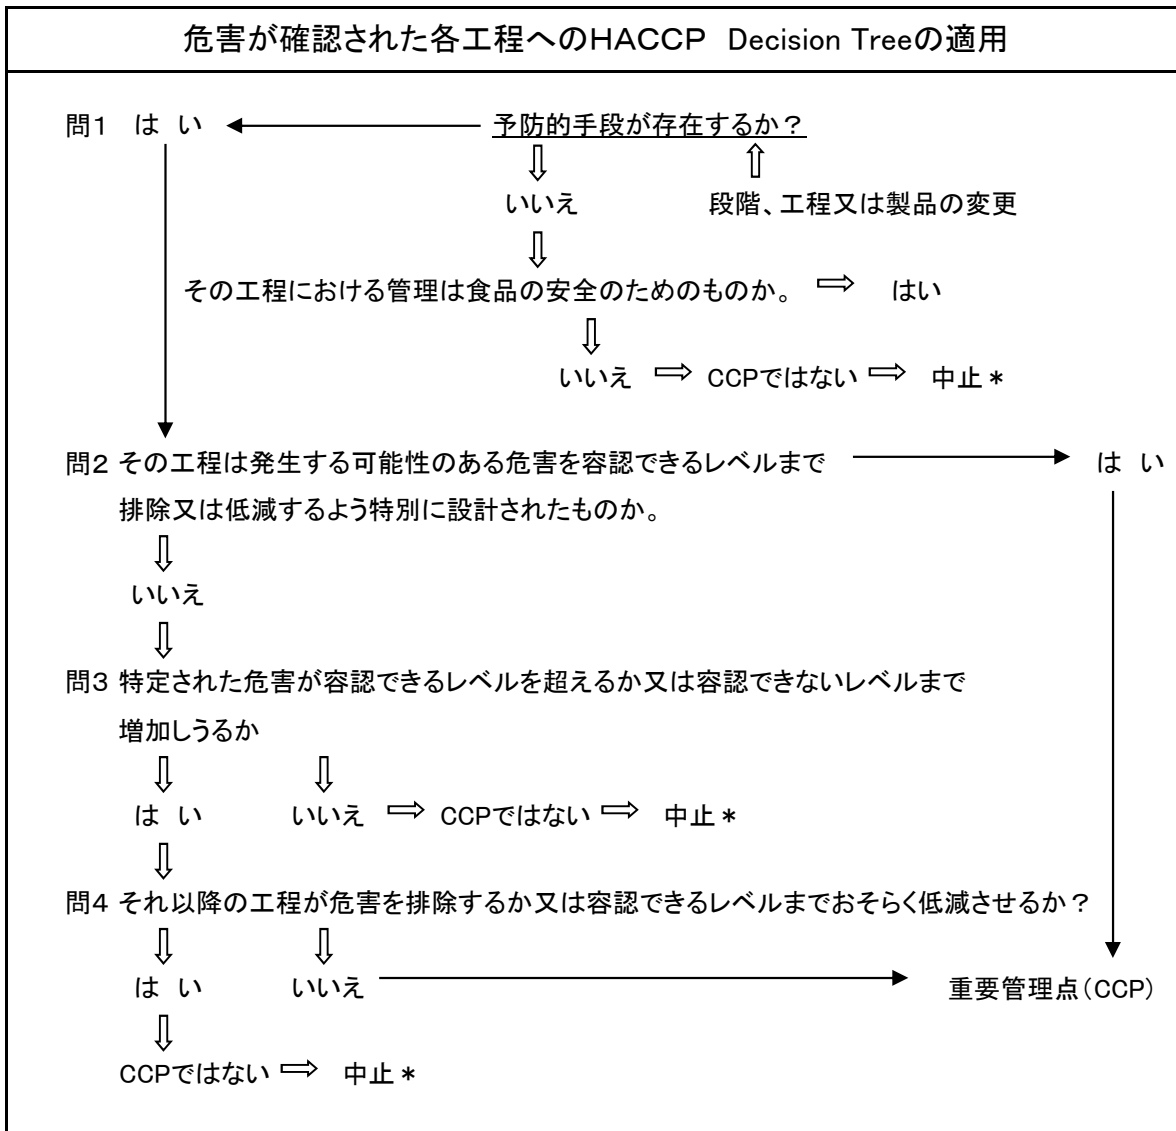 危害が確認された各工程へのHACCP Decision Treeの適用
問1 は い 予防的手段が存在するか?
いいえ 段階、工程又は製品の変更
その工程における管理は食品の安全のためのものか。 はい
いいえ CCPではない 中止*
問2 その工程は発生する可能性のある危害を容認できるレベルまで は い
排除又は低減するよう特別に設計されたものか。
いいえ
問3 特定された危害が容認できるレベルを超えるか又は容認できないレベルまで
増加しうるか
は い いいえ CCPではない 中止*
問4 それ以降の工程が危害を排除するか又は容認できるレベルまでおそらく低減させるか?
は い いいえ 重要管理点(CCP)
CCPではない 中止*